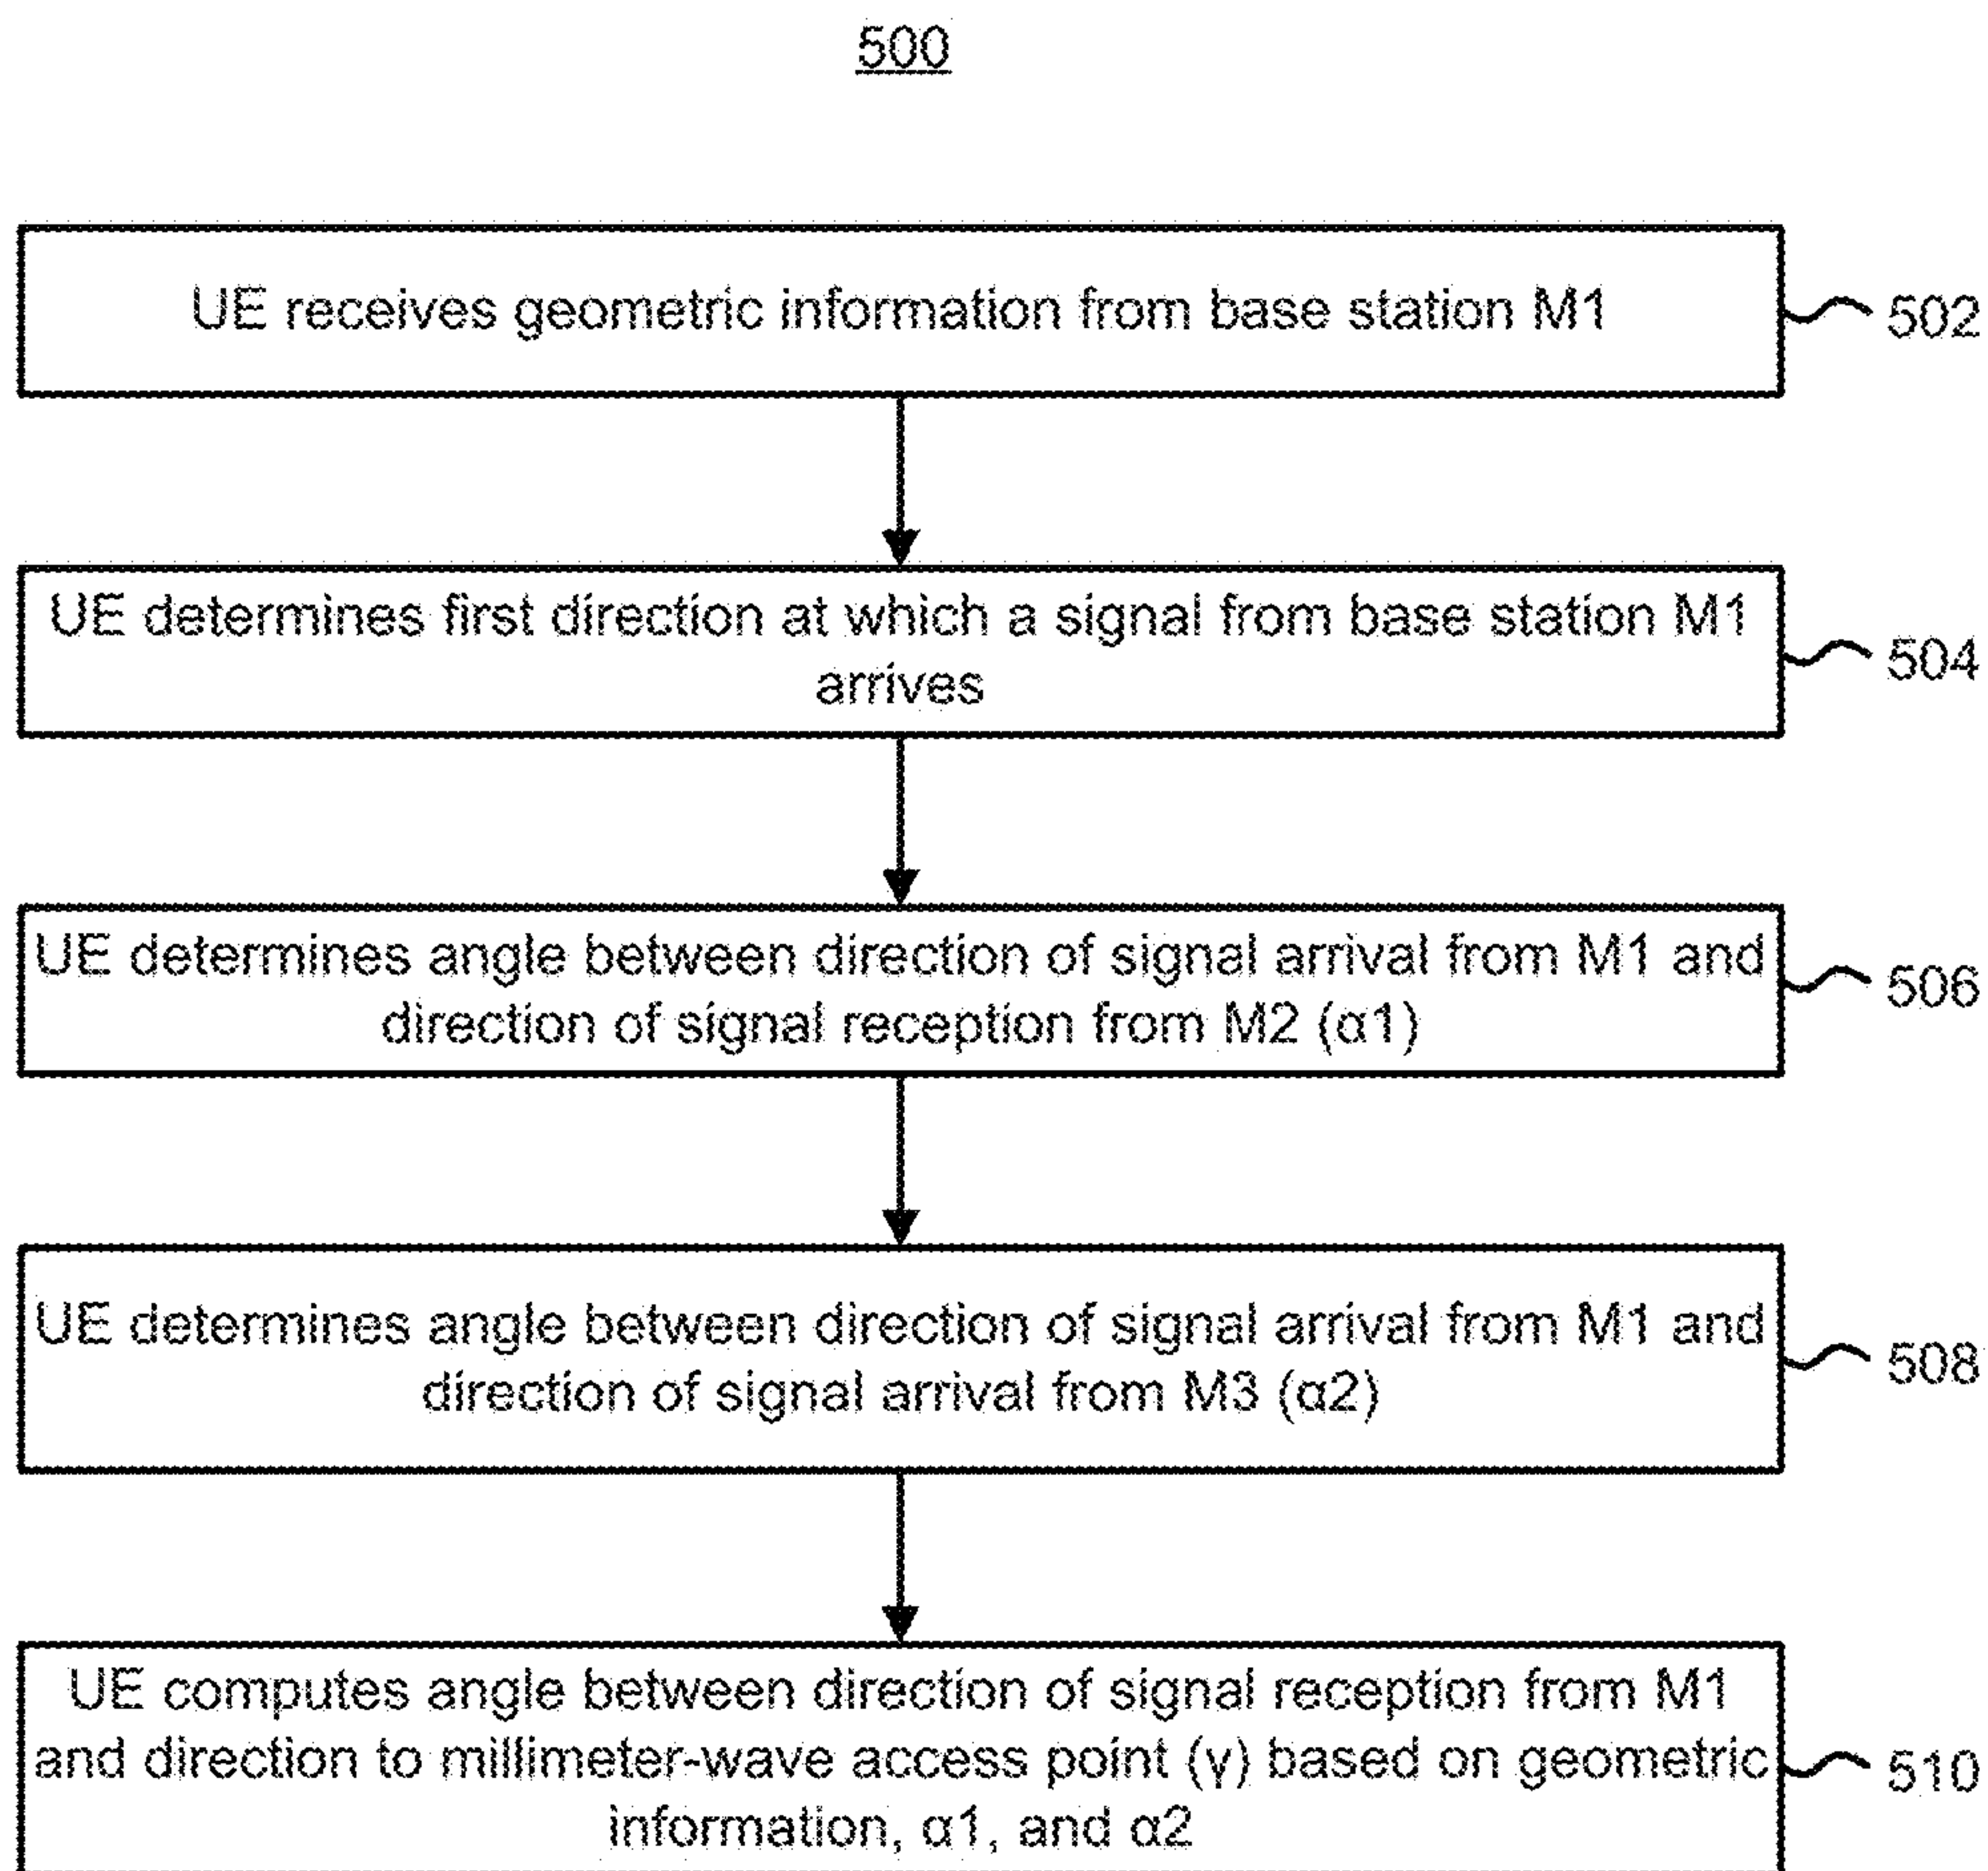 500
UE receives geometric information from base station M1
502
UE determines first direction at which a signal from base station M1
arrives
504
UE determines angle between direction of signal arrival from M1 and
direction of signal reception from M2 (α1)
506
UE determines angle between direction of signal arrival from M1 and
direction of signal arrival from M3 (α2)
508
UE computes angle between direction of signal reception from M1
and direction to millimeter-wave access point (γ) based on geometric
information, α1, and α2
510